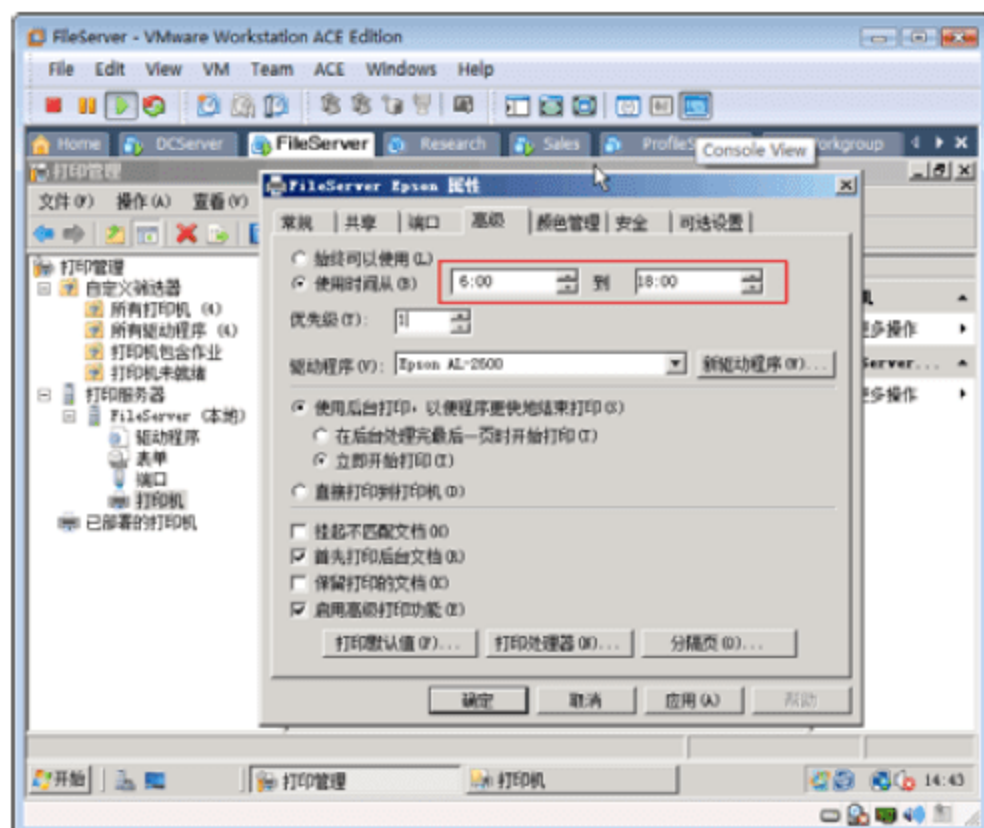 FileServer - VMware Workstation ACE Edition
File Edit View VM Team ACE Windows Help
Home DCServer FileServer Research Sales ProfileS orkgroup
Console View
打印管理
文件(F) 操作(A) 查看(V)
FileServer Epson 属性
常规 共享 端口 高级 颜色管理 安全 可选设置
始终可以使用(L)
使用时间从(B) 6:00 到 18:00
优先级(Y): 1
驱动程序(V): Epson AL-2600 新驱动程序(W)...
使用后台打印，以便程序更快地结束打印(S)
在后台处理完最后一页时开始打印(T)
立即开始打印(I)
直接打印到打印机(D)
挂起不匹配文档(H)
首先打印后台文档(R)
保留打印的文档(K)
启用高级打印功能(E)
打印默认值(F)... 打印处理器(N)... 分隔页(O)...
确定 取消 应用(A) 帮助
打印管理
自定义筛选器
所有打印机 (4)
所有驱动程序 (4)
打印机包含作业
打印机未就绪
打印服务器
FileServer (本地)
驱动程序
表单
端口
打印机
已部署的打印机
机
更多操作
Server...
更多操作
开始 打印管理 打印机 14:43